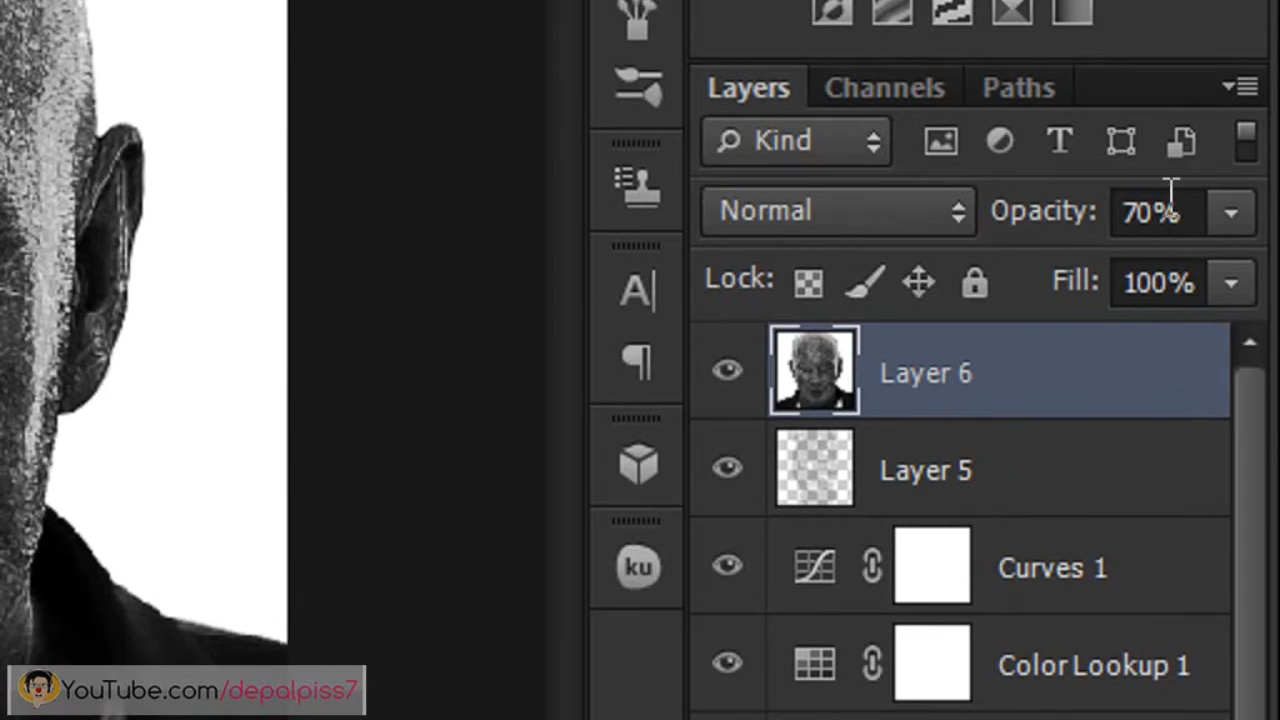 Layers Channels Paths
Kind T
Normal Opacity: 70%
Lock: Fill: 100%
A
Layer 6
Layer 5
ku
Curves 1
Color Lookup 1
YouTube.com/depalpiss7